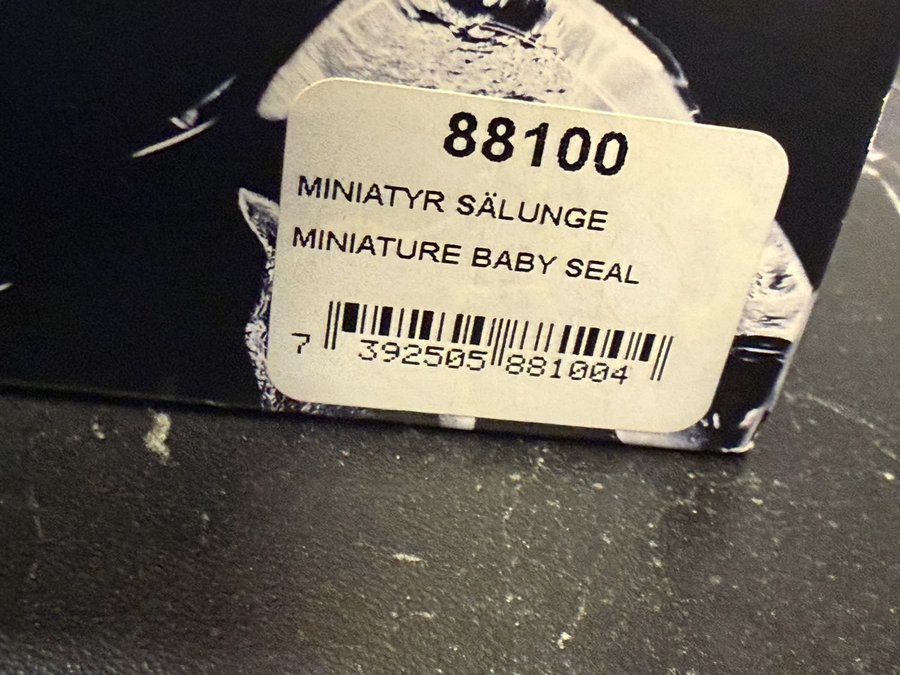 88100
MINIATYR SÄLUNGE
MINIATURE BABY SEAL
7 392505 881004